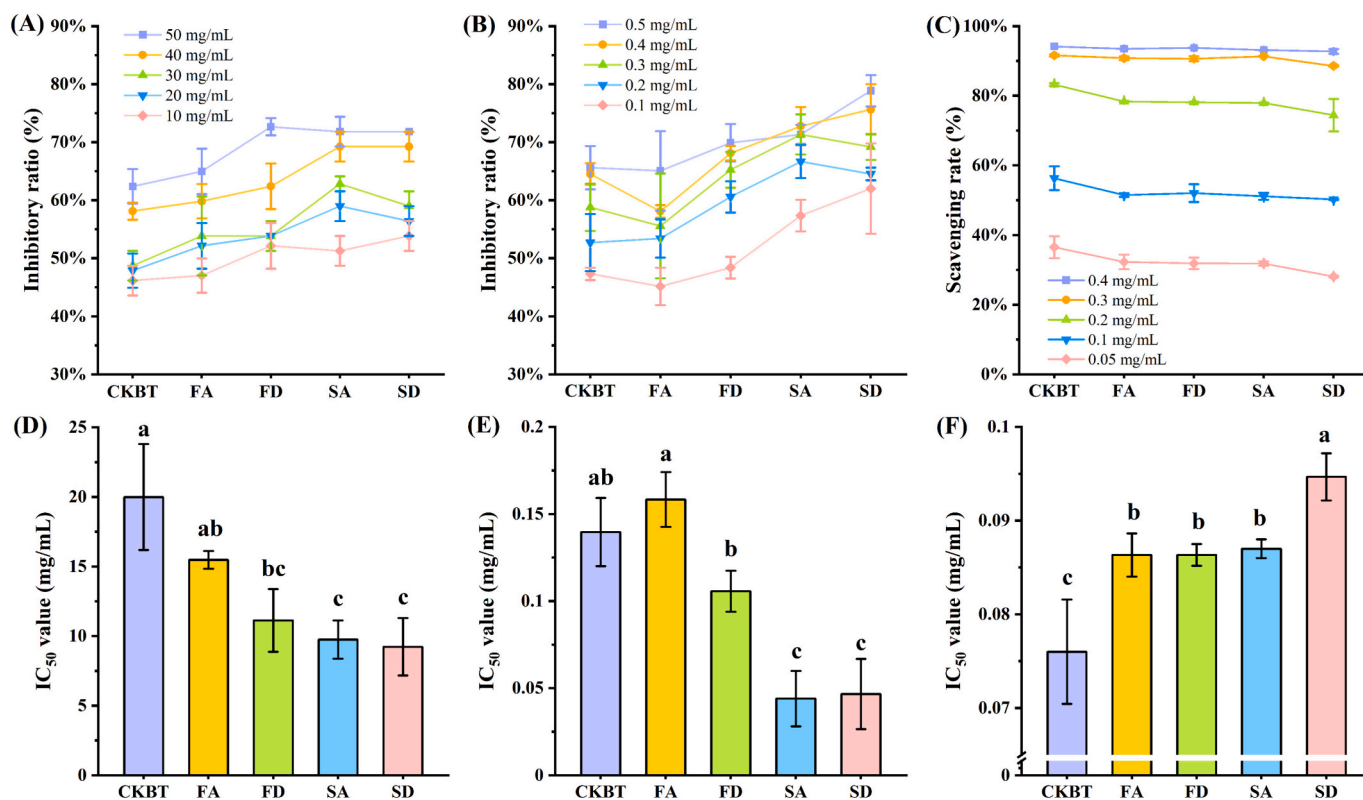 (A)
Inhibitory ratio (%)
90%
80%
70%
60%
50%
40%
30%
50 mg/mL
40 mg/mL
30 mg/mL
20 mg/mL
10 mg/mL
CKBT FA FD SA SD
(B)
Inhibitory ratio (%)
90%
80%
70%
60%
50%
40%
30%
0.5 mg/mL
0.4 mg/mL
0.3 mg/mL
0.2 mg/mL
0.1 mg/mL
CKBT FA FD SA SD
(C)
Scavenging rate (%)
100%
80%
60%
40%
20%
0%
0.4 mg/mL
0.3 mg/mL
0.2 mg/mL
0.1 mg/mL
0.05 mg/mL
CKBT FA FD SA SD
(D)
IC50 value (mg/mL)
25
20
15
10
5
0
a
ab
bc
c
c
CKBT FA FD SA SD
(E)
IC50 value (mg/mL)
0.2
0.15
0.1
0.05
0
ab
a
b
c
c
CKBT FA FD SA SD
(F)
IC50 value (mg/mL)
0.1
0.09
0.08
0.07
0
c
b
b
b
a
CKBT FA FD SA SD